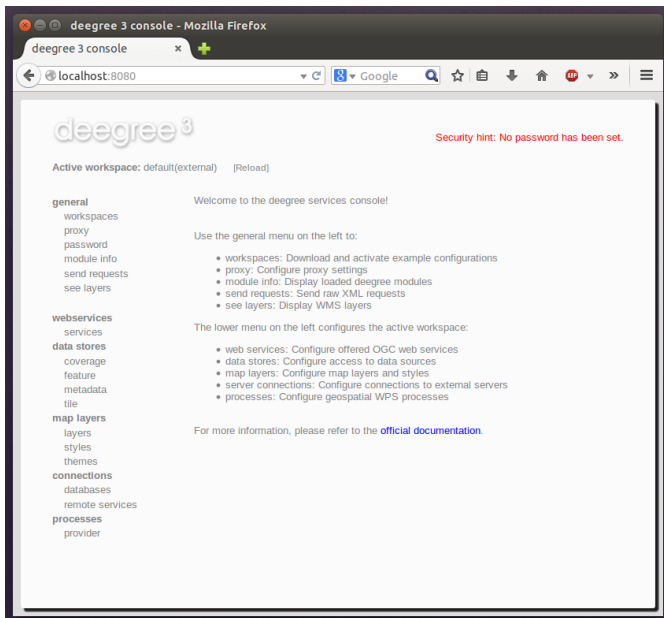 deegree 3 console - Mozilla Firefox
deegree 3 console
localhost:8080
Google
ABP
deegree 3
Security hint: No password has been set.
Active workspace: default(external) [Reload]
general
workspaces
proxy
password
module info
send requests
see layers
webservices
services
data stores
coverage
feature
metadata
tile
map layers
layers
styles
themes
connections
databases
remote services
processes
provider
Welcome to the deegree services console!
Use the general menu on the left to:
• workspaces: Download and activate example configurations
• proxy: Configure proxy settings
• module info: Display loaded deegree modules
• send requests: Send raw XML requests
• see layers: Display WMS layers
The lower menu on the left configures the active workspace:
• web services: Configure offered OGC web services
• data stores: Configure access to data sources
• map layers: Configure map layers and styles
• server connections: Configure connections to external servers
• processes: Configure geospatial WPS processes
For more information, please refer to the official documentation.